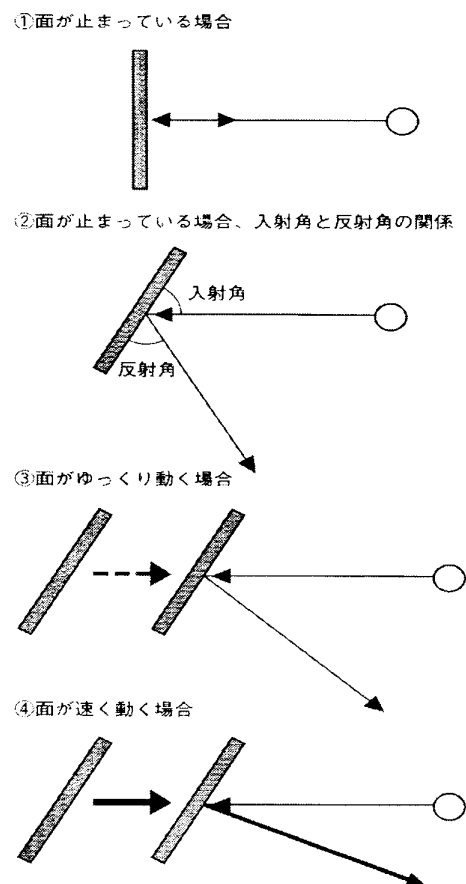 ①面が止まっている場合
②面が止まっている場合、入射角と反射角の関係
入射角
反射角
③面がゆっくり動く場合
④面が速く動く場合